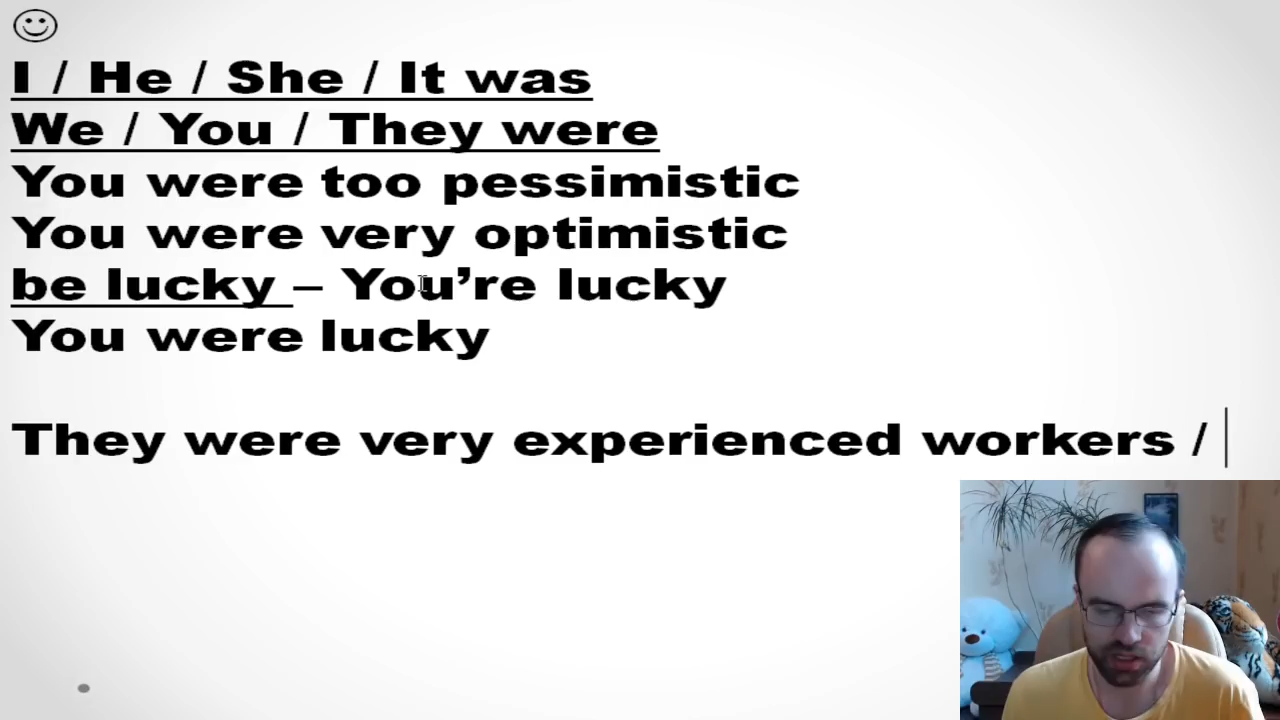 I / He / She / It was
We / You / They were
You were too pessimistic
You were very optimistic
be lucky – You’re lucky
You were lucky
They were very experienced workers /